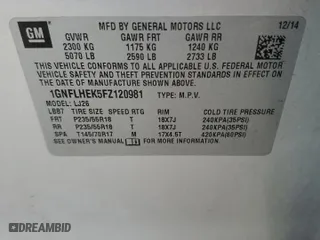 GM
MFD BY GENERAL MOTORS LLC
12/14
GVWR GAWR FRT GAWR RR
2300 KG 1175 KG 1240 KG
5070 LB 2590 LB 2733 LB
THIS VEHICLE CONFORMS TO ALL APPLICABLE U.S.
FEDERAL MOTOR VEHICLE SAFETY AND THEFT
PREVENTION STANDARDS IN EFFECT ON THE DATE OF
MANUFACTURE SHOWN ABOVE.
1GNFLHEK5FZ120981 TYPE: M.P.V.
MODEL: LJ26
TIRE SIZE SPEED RTG RIM COLD TIRE PRESSURE
FRT P235/55R18 T 18X7J 240KPA(35PSI)
RR P235/55R18 T 18X7J 240KPA(35PSI)
SPA T145/70R17 M 17X4.5T 420KPA(60PSI)
SEE OWNER'S MANUAL FOR MORE INFORMATION.
© AUTOBIDCAR